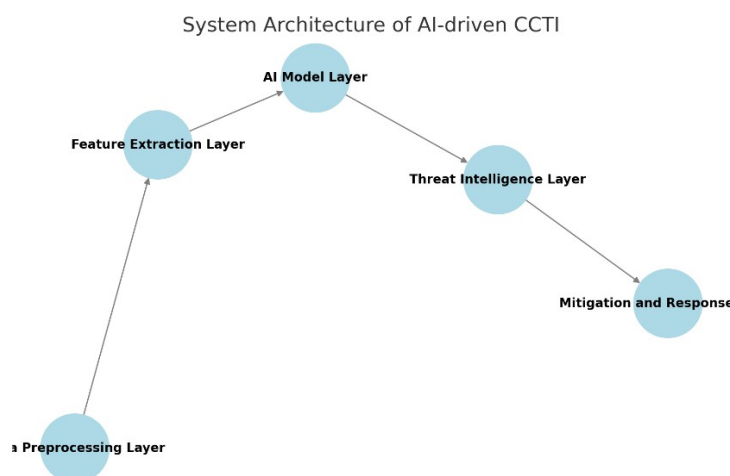 System Architecture of AI-driven CCTI
AI Model Layer
Feature Extraction Layer
Threat Intelligence Layer
Mitigation and Response
a Preprocessing Layer